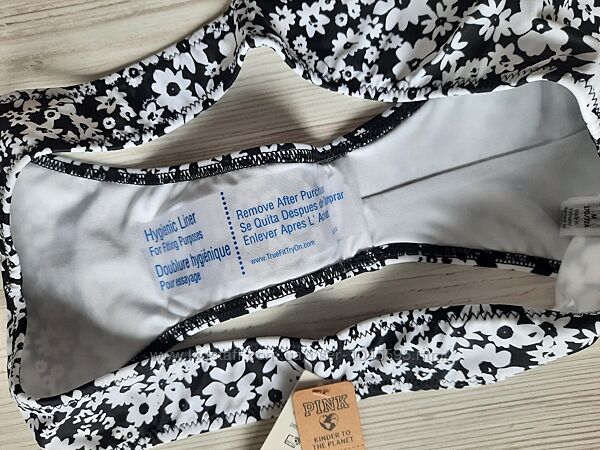 Hygienic Liner
For Fitting Purposes
Doublure hygiénique
Pour essayage
Remove After Purchase
Se Quita Despues de Comprar
Enlever Apres L' Achat
www.TrueFitTryOn.com
PINK
KINDER TO
THE PLANET